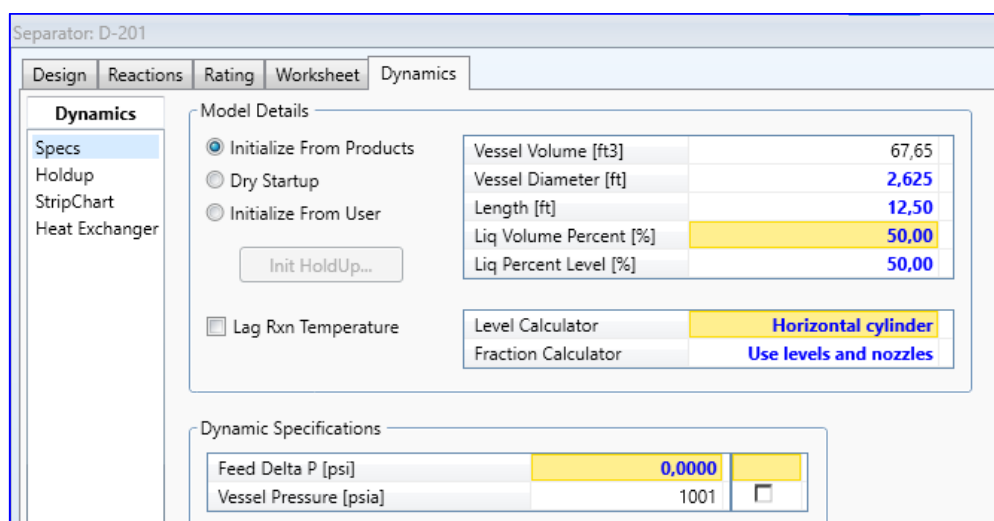 Separator: D-201
Design Reactions Rating Worksheet Dynamics
Dynamics
Specs
Holdup
StripChart
Heat Exchanger
Model Details
Initialize From Products
Dry Startup
Initialize From User
Init HoldUp...
Lag Rxn Temperature
Vessel Volume [ft3] 67,65
Vessel Diameter [ft] 2,625
Length [ft] 12,50
Liq Volume Percent [%] 50,00
Liq Percent Level [%] 50,00
Level Calculator Horizontal cylinder
Fraction Calculator Use levels and nozzles
Dynamic Specifications
Feed Delta P [psi] 0,0000
Vessel Pressure [psia] 1001